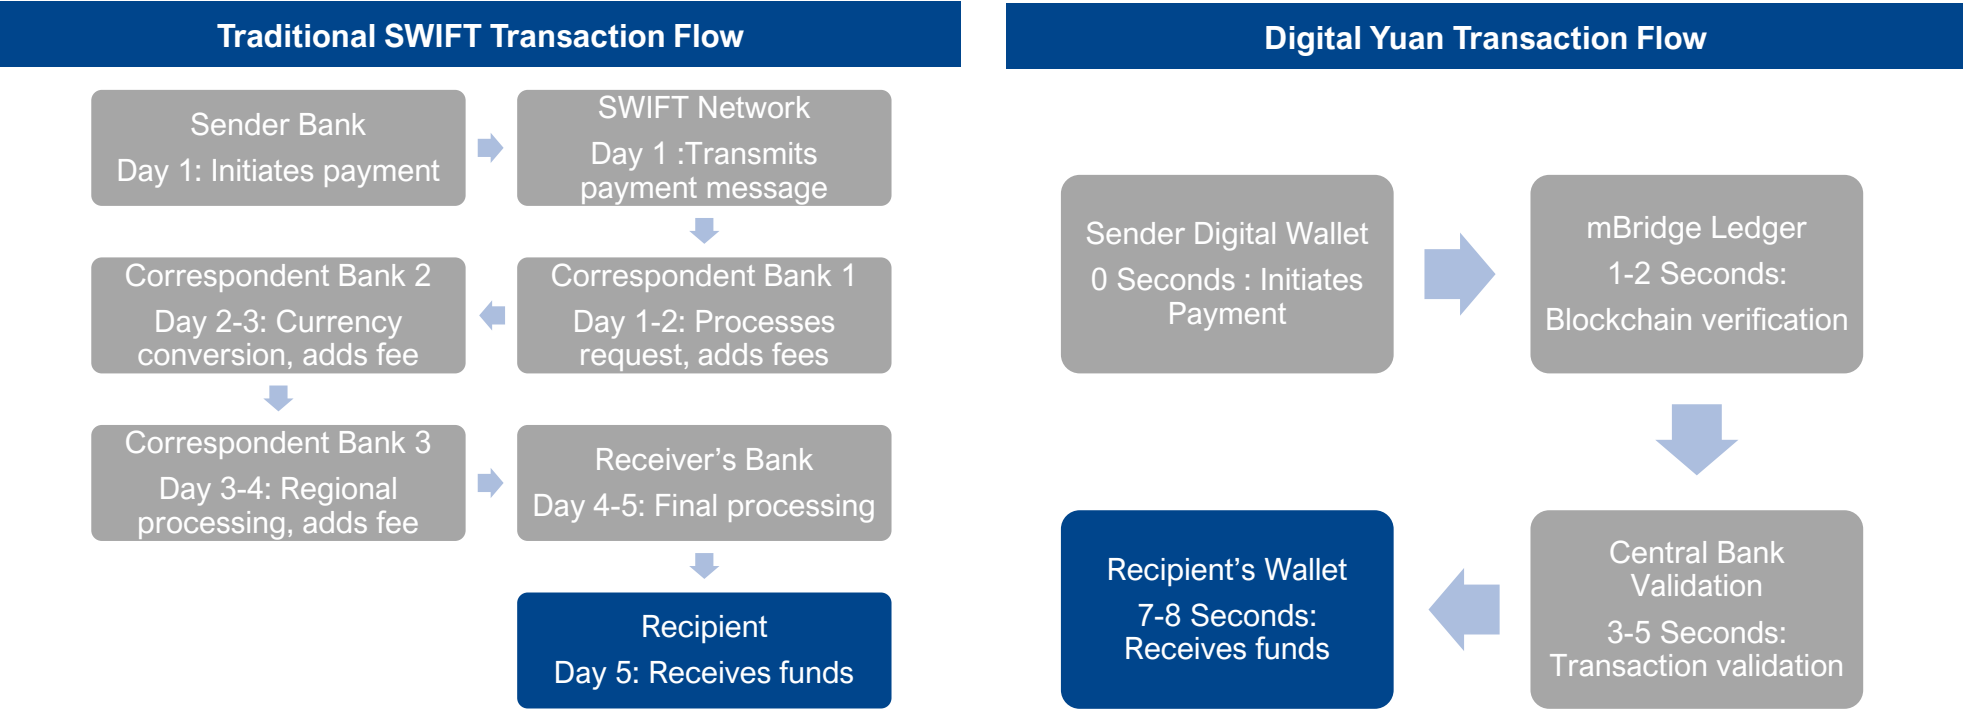 Traditional SWIFT Transaction Flow
Sender Bank
Day 1: Initiates payment
SWIFT Network
Day 1 :Transmits
payment message
Correspondent Bank 1
Day 1-2: Processes
request, adds fees
Correspondent Bank 2
Day 2-3: Currency
conversion, adds fee
Correspondent Bank 3
Day 3-4: Regional
processing, adds fee
Receiver’s Bank
Day 4-5: Final processing
Recipient
Day 5: Receives funds
Digital Yuan Transaction Flow
Sender Digital Wallet
0 Seconds : Initiates
Payment
mBridge Ledger
1-2 Seconds:
Blockchain verification
Central Bank
Validation
3-5 Seconds:
Transaction validation
Recipient’s Wallet
7-8 Seconds:
Receives funds